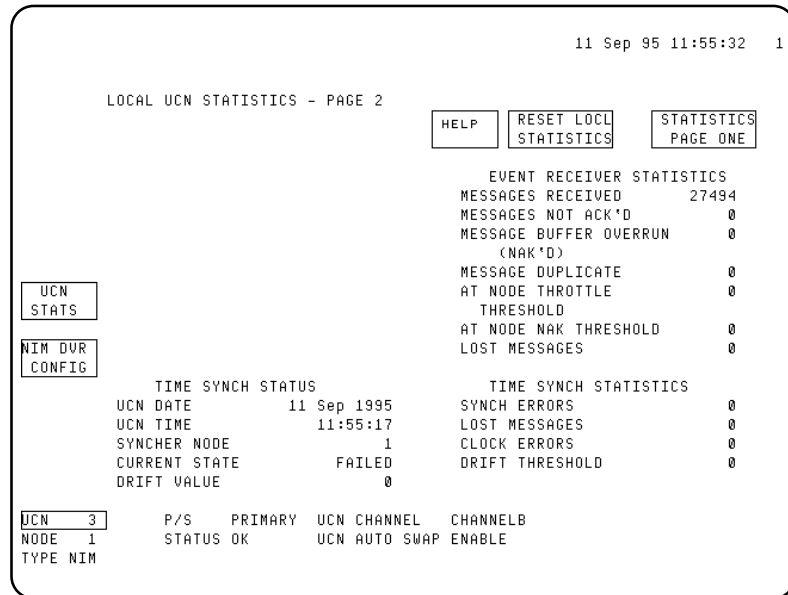 11 Sep 95 11:55:32 1
LOCAL UCN STATISTICS - PAGE 2
HELP
RESET LOCL
STATISTICS
STATISTICS
PAGE ONE
EVENT RECEIVER STATISTICS
MESSAGES RECEIVED 27494
MESSAGES NOT ACK'D 0
MESSAGE BUFFER OVERRUN 0
(NAK'D)
MESSAGE DUPLICATE 0
AT NODE THROTTLE 0
THRESHOLD
AT NODE NAK THRESHOLD 0
LOST MESSAGES 0
UCN
STATS
NIM DVR
CONFIG
TIME SYNCH STATUS
UCN DATE 11 Sep 1995
UCN TIME 11:55:17
SYNCHER NODE 1
CURRENT STATE FAILED
DRIFT VALUE 0
TIME SYNCH STATISTICS
SYNCH ERRORS 0
LOST MESSAGES 0
CLOCK ERRORS 0
DRIFT THRESHOLD 0
UCN 3 P/S PRIMARY UCN CHANNEL CHANNELB
NODE 1 STATUS OK UCN AUTO SWAP ENABLE
TYPE NIM